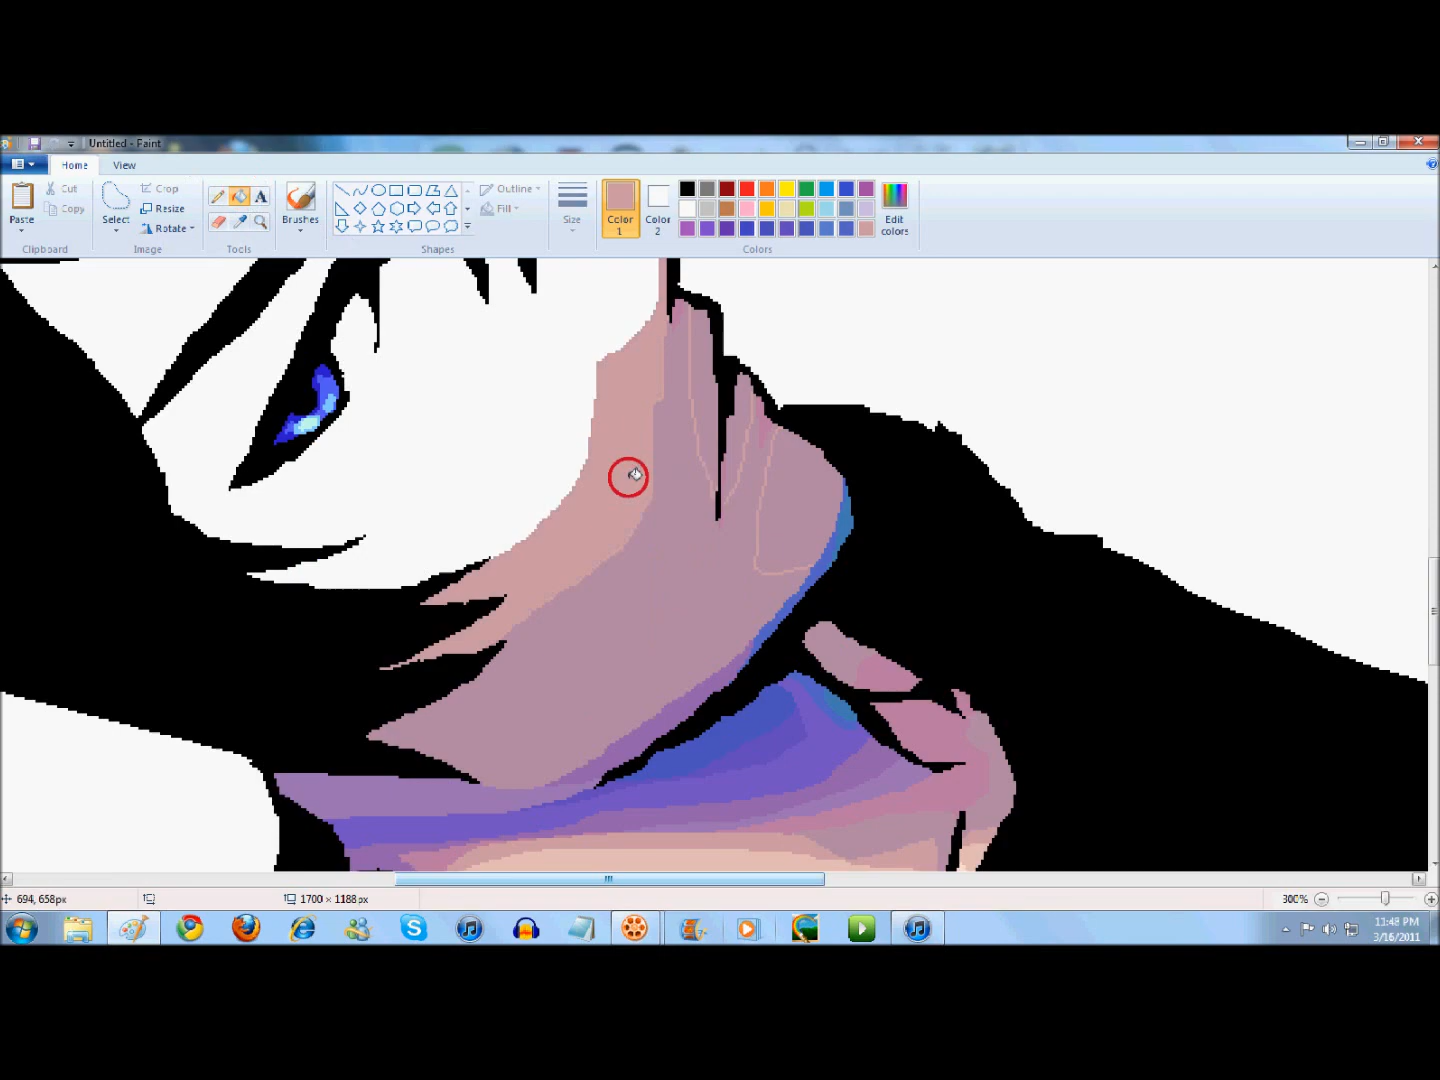 Untitled - Paint
Home View
Paste
Cut
Copy
Clipboard
Select
Crop
Resize
Rotate
Image
A
Tools
Brushes
Outline
Fill
Shapes
Size
Color 1
Color 2
Edit colors
Colors
694, 658px
1700 × 1188px
300%
11:48 PM
3/16/2011